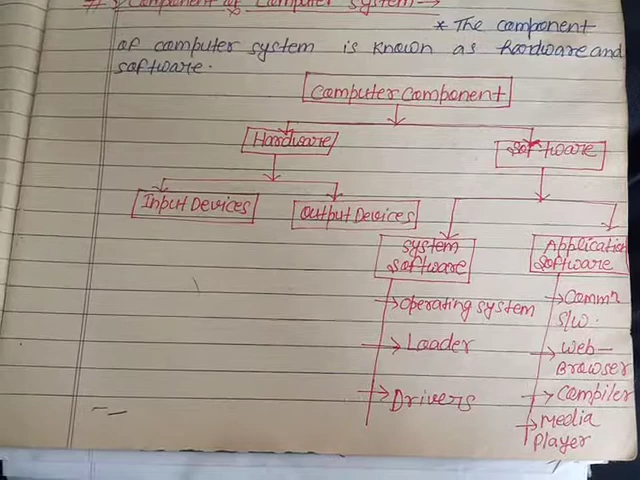 Component of Computer System →
* The component
of computer system is known as hardware and
software.
Computer Component
Hardware
Software
Input Devices
Output Devices
System
Software
Application
Software
→ Operating system
→ Loader
→ Drivers
→ Commn
S/W.
→ Web-
Browser
→ Compiler
→ Media
Player